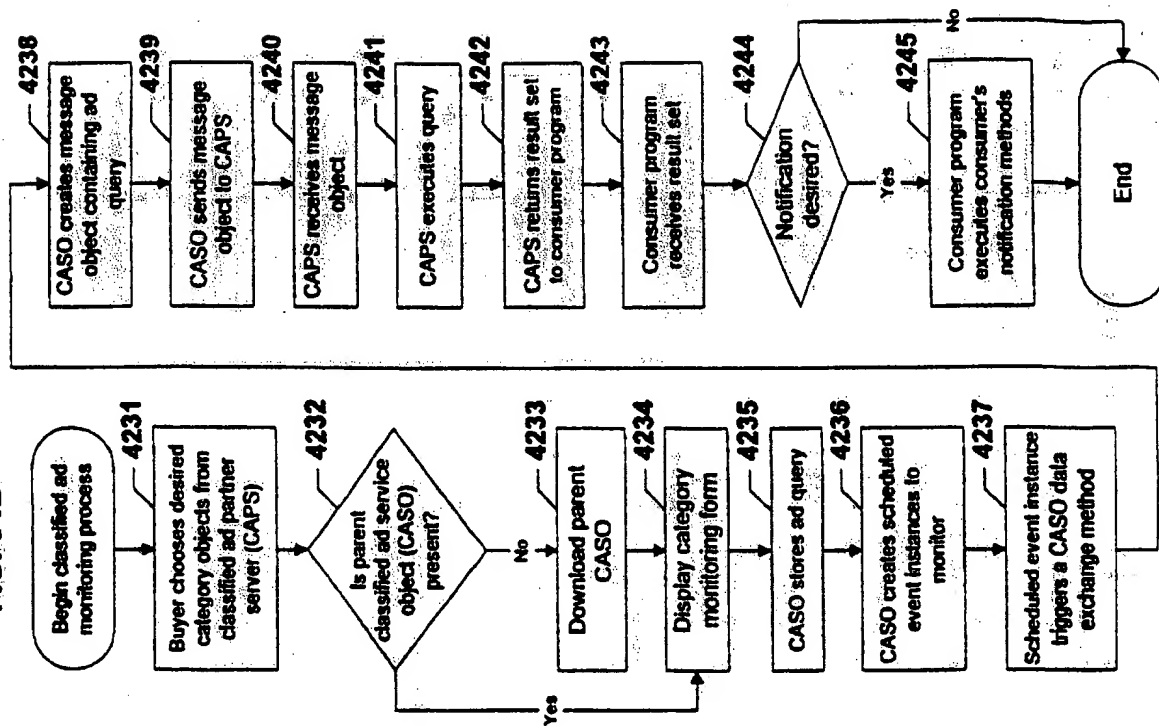 Begin classified ad
monitoring process
4231
Buyer chooses desired
category objects from
classified ad partner
server (CAPS)
4232
Is parent
classified ad service
object (CASO)
present?
Yes
No
4233
Download parent
CASO
4234
Display category
monitoring form
4235
CASO stores ad query
4236
CASO creates scheduled
event instances to
monitor
4237
Scheduled event instance
triggers a CASO data
exchange method
4238
CASO creates message
object containing ad
query
4239
CASO sends message
object to CAPS
4240
CAPS receives message
object
4241
CAPS executes query
4242
CAPS returns result set
to consumer program
4243
Consumer program
receives result set
4244
Notification
desired?
No
Yes
4245
Consumer program
executes consumer's
notification methods
End